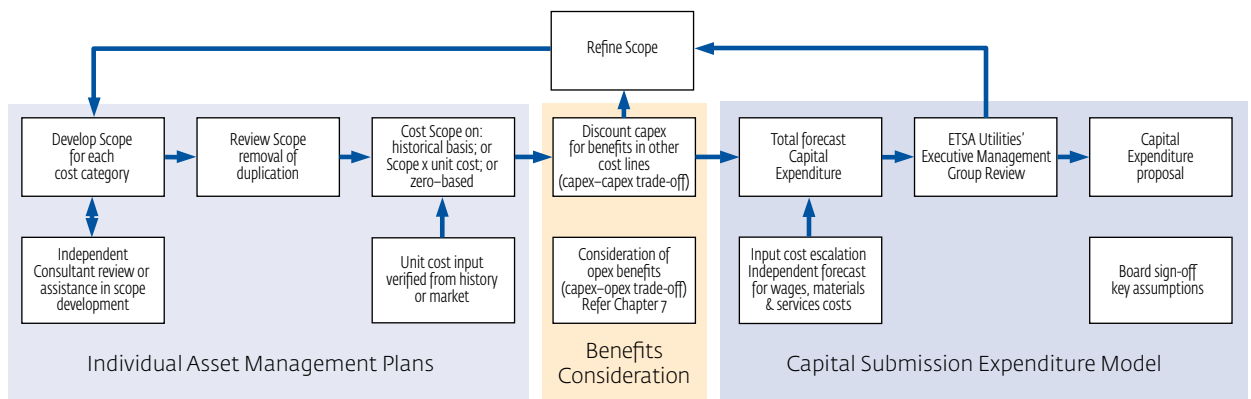 Refine Scope
Develop Scope
for each
cost category
Review Scope
removal of
duplication
Cost Scope on:
historical basis; or
Scope x unit cost; or
zero–based
Discount capex
for benefits in other
cost lines
(capex–capex trade-off)
Total forecast
Capital
Expenditure
ETSA Utilities’
Executive Management
Group Review
Capital
Expenditure
proposal
Independent
Consultant review or
assistance in scope
development
Unit cost input
verified from history
or market
Consideration of
opex benefits
(capex–opex trade-off)
Refer Chapter 7
Input cost escalation
Independent forecast
for wages, materials
& services costs
Board sign-off
key assumptions
Individual Asset Management Plans
Benefits
Consideration
Capital Submission Expenditure Model